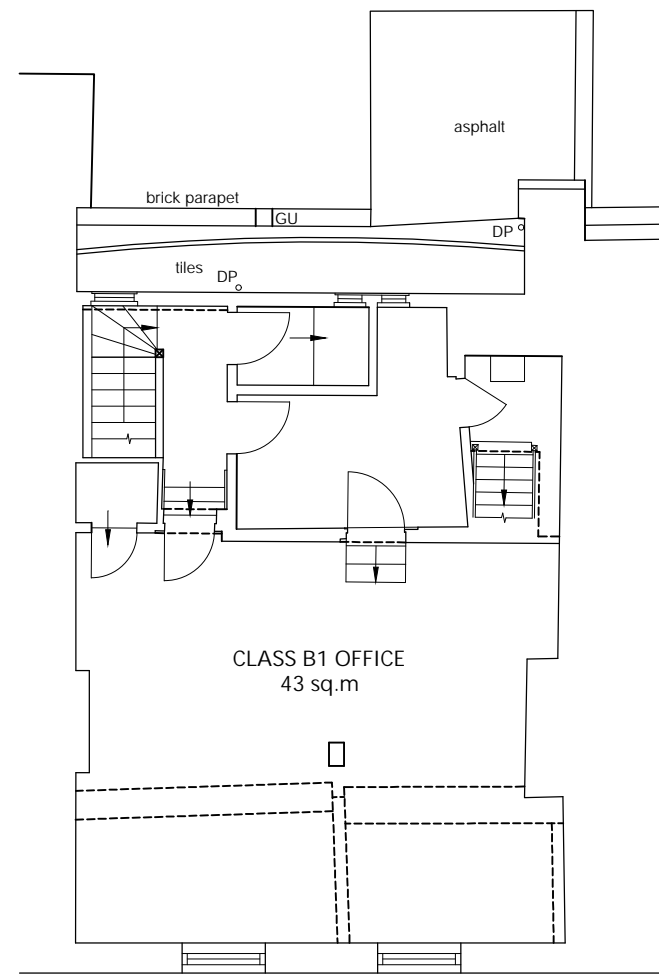 asphalt
brick parapet
GU
DP
tiles
DP
CLASS B1 OFFICE
43 sq.m